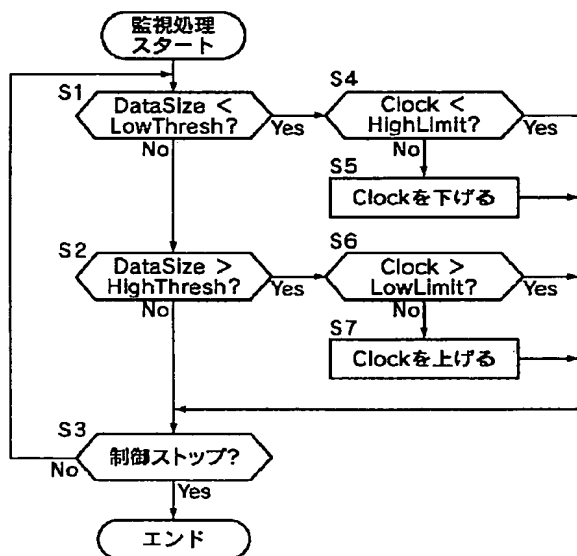 監視処理
スタート
S1
DataSize <
LowThresh?
Yes
No
S4
Clock <
HighLimit?
Yes
No
S5
Clockを下げる
S2
DataSize >
HighThresh?
Yes
No
S6
Clock >
LowLimit?
Yes
No
S7
Clockを上げる
S3
制御ストップ?
No
Yes
エンド